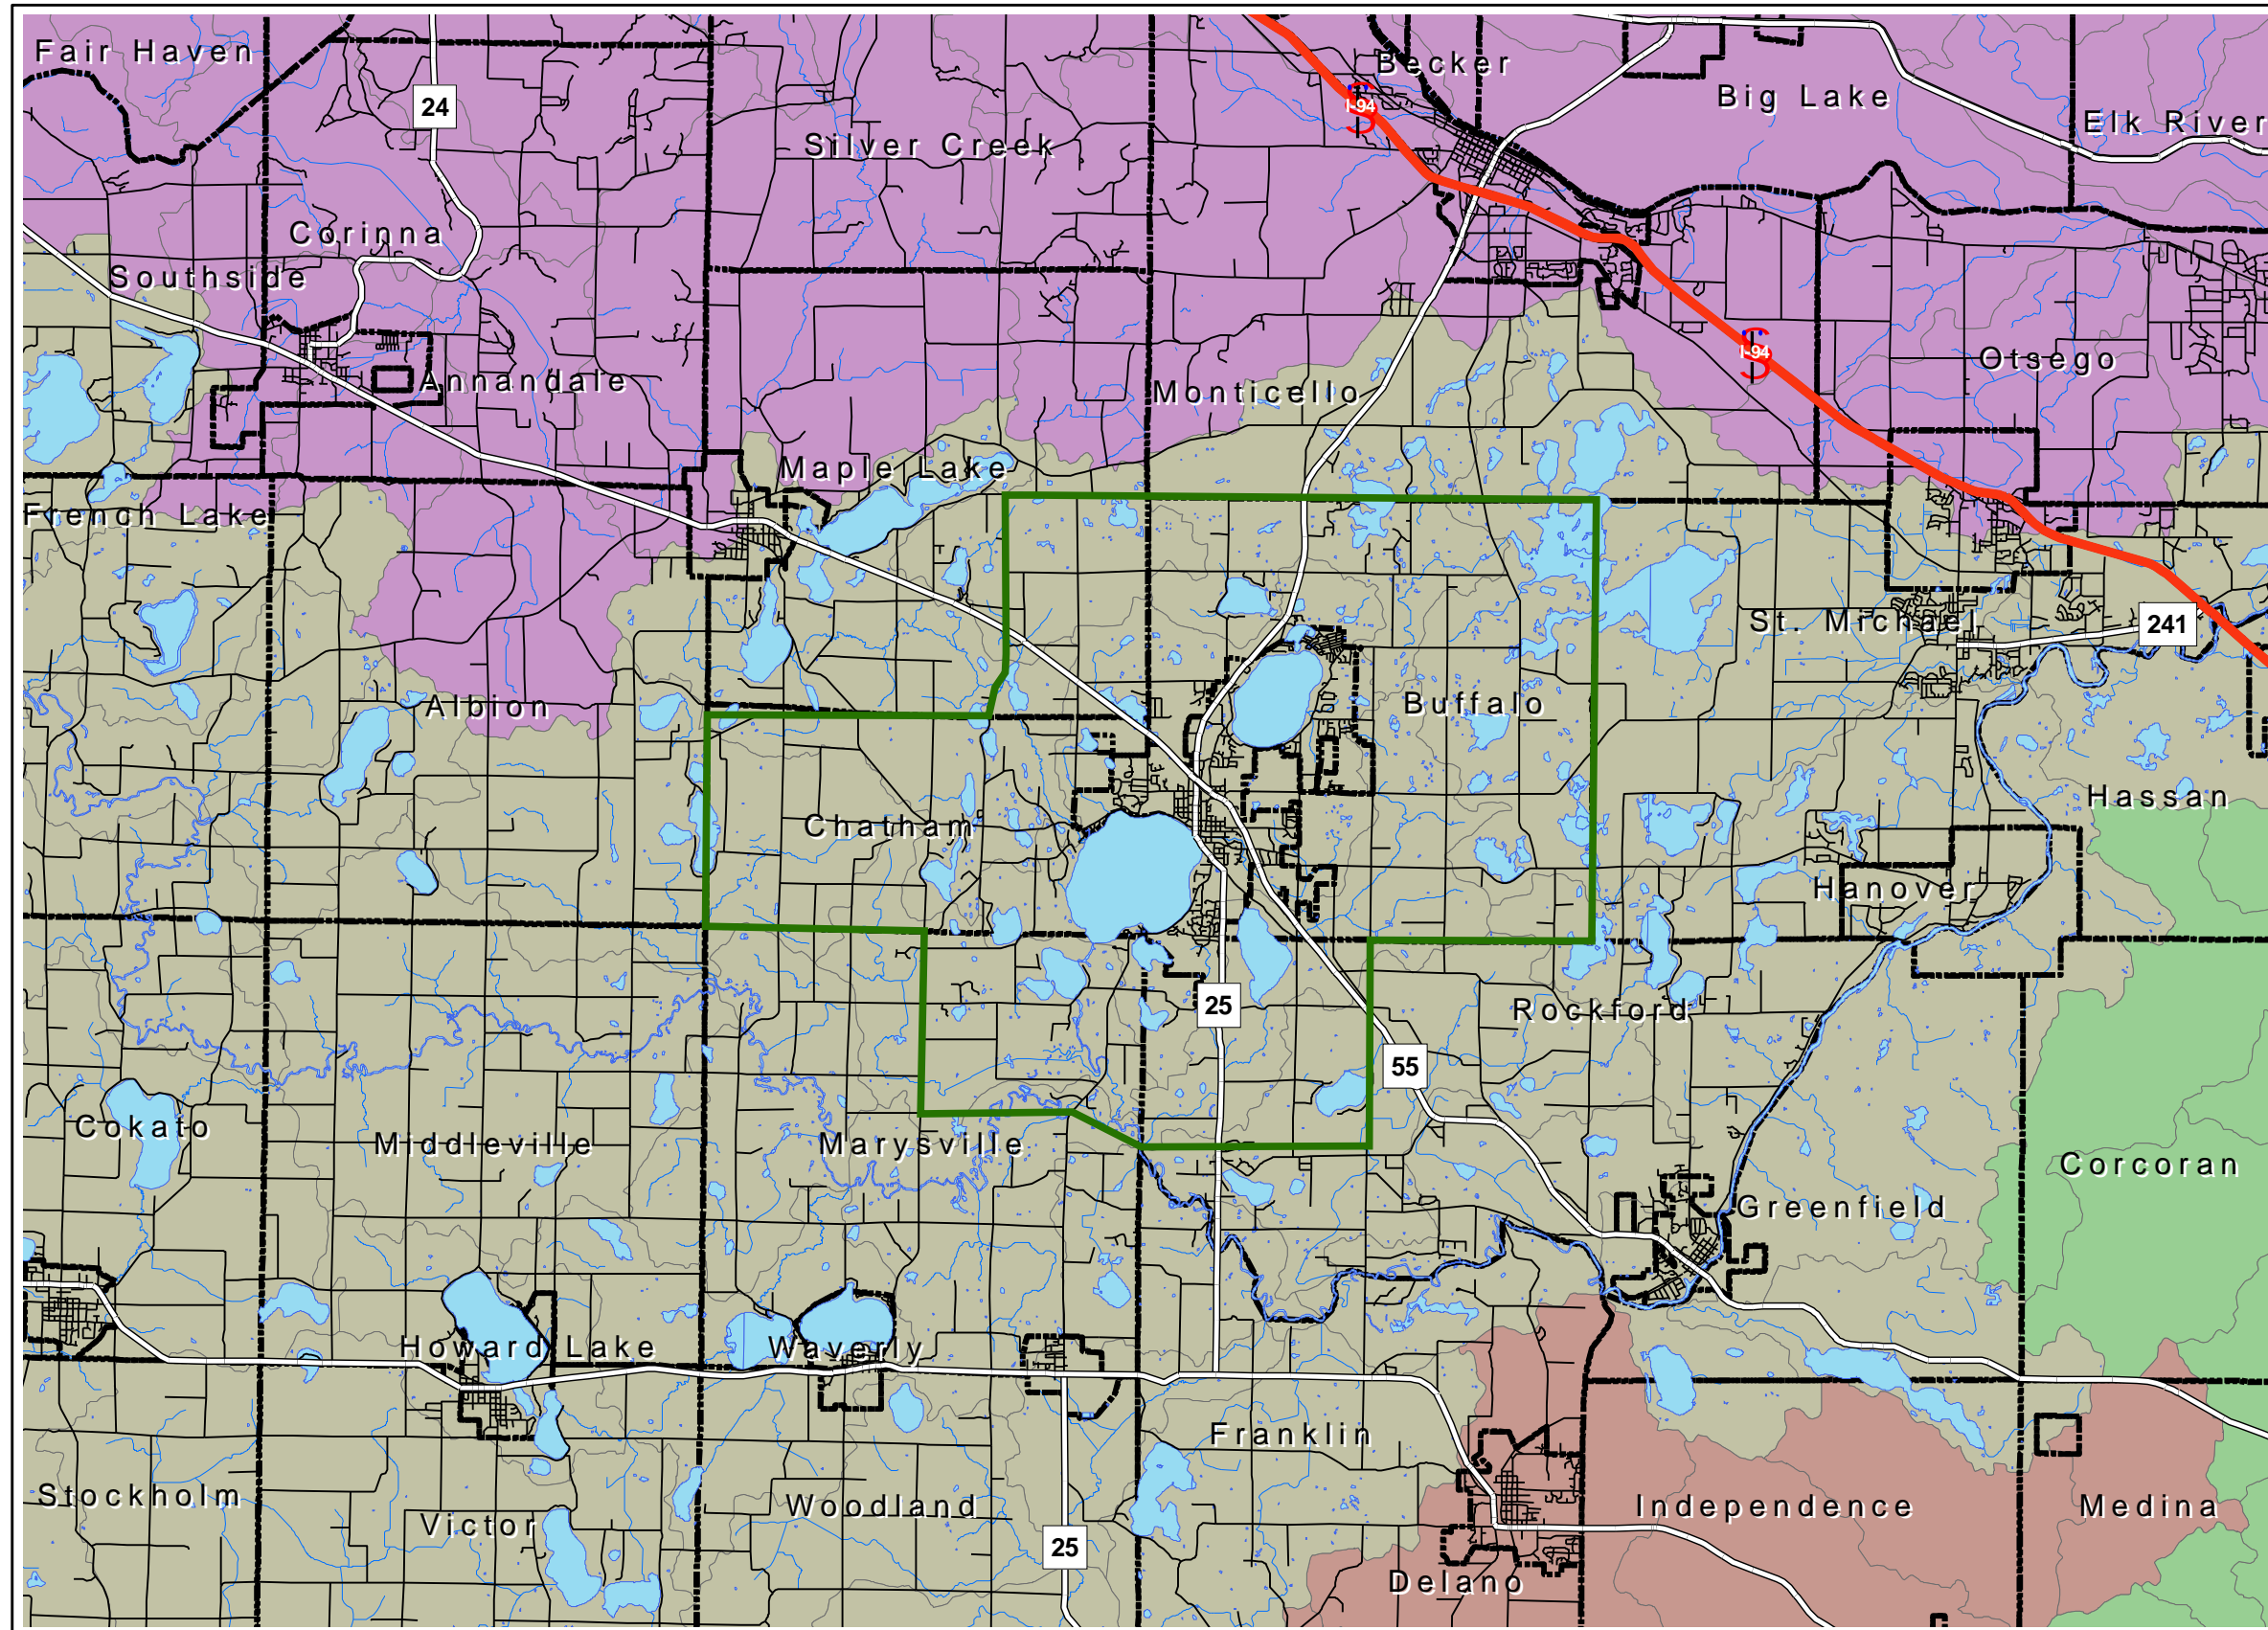 Fair Haven
Becker
Big Lake
24
I-94
Elk River
Silver Creek
Corinna
Southside
I-94
Otsego
Annandale
Monticello
Maple Lake
French Lake
St. Michael
241
Albion
Buffalo
Hassan
Chatham
Hanover
25
Rockford
55
Cokato
Middleville
Marysville
Corcoran
Greenfield
Howard Lake
Waverly
Franklin
Stockholm
Woodland
Independence
Medina
Victor
25
Delano